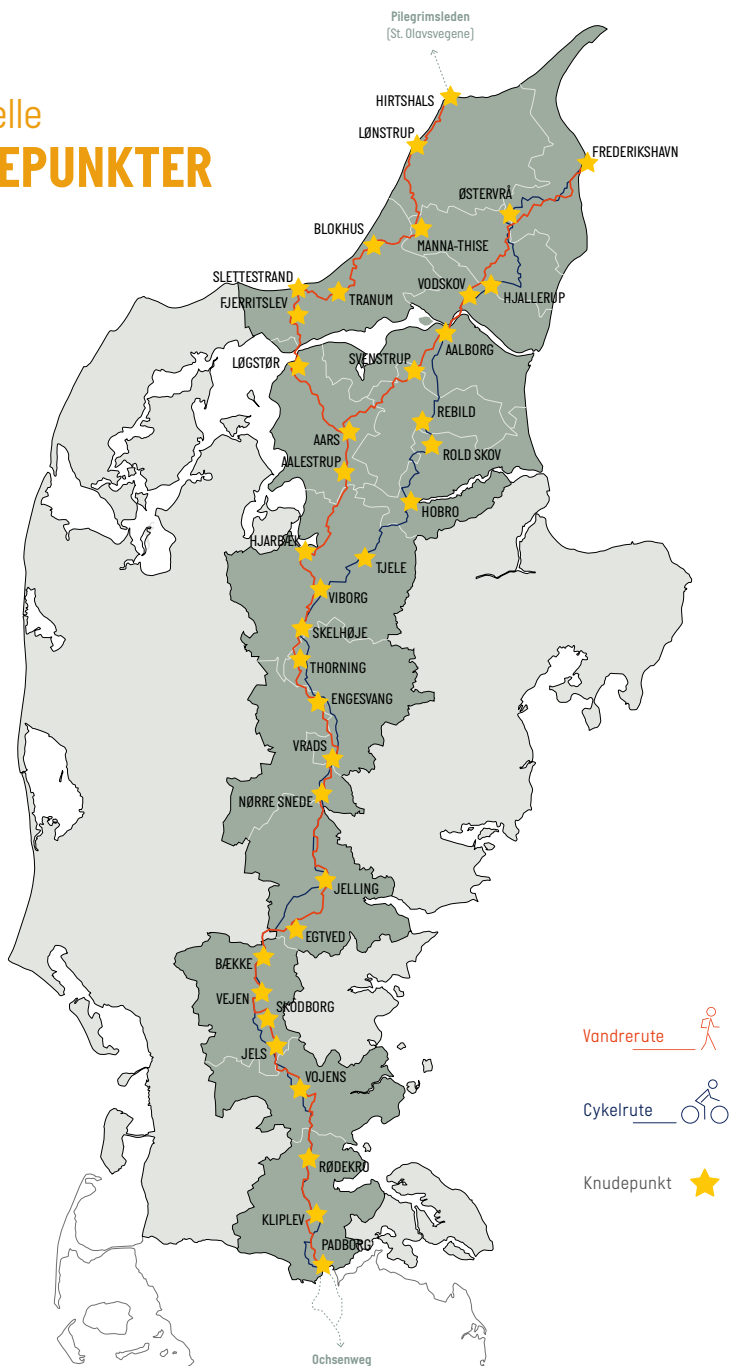 Pilegrimsleden
(St. Olavsvegene)
elle
EPUNKTER
HIRTSHALS
LØNSTRUP
FREDERIKSHAVN
ØSTERVRÅ
BLOKHUS
MANNA-THISE
SLETTESTRAND
VODSKOV
HJALLERUP
FJERRITSLEV
TRANUM
AALBORG
SVENSTRUP
LØGSTØR
REBILD
AARS
ROLD SKOV
AALESTRUP
HOBRO
HJARBÆK
TJELE
VIBORG
SKELHØJE
THORNING
ENGESVANG
VRADS
NØRRE SNEDE
JELLING
EGTVED
BÆKKE
VEJEN
SKODBORG
JELS
VOJENS
RØDEKRO
KLIPLEV
PADBORG
Vandrerute
Cykelrute
Knudepunkt
Ochsenweg